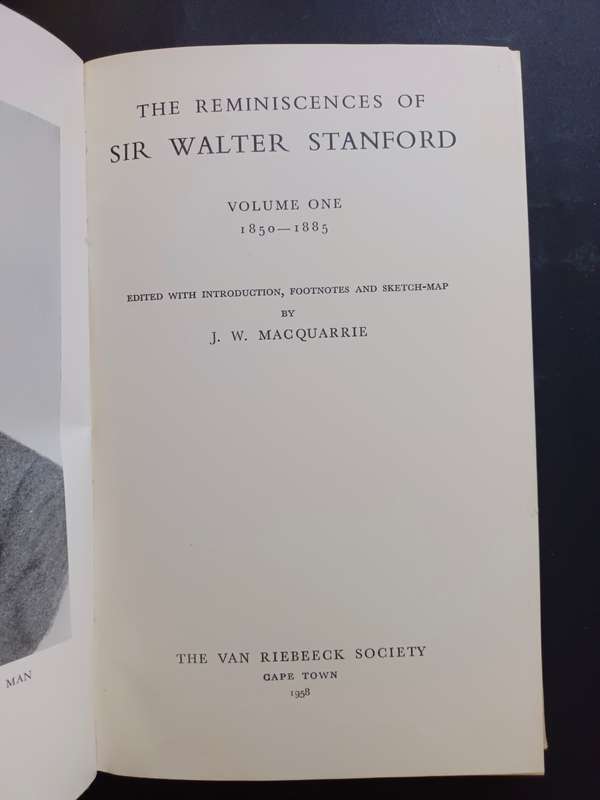 THE REMINISCENCES OF
SIR WALTER STANFORD
VOLUME ONE
1850—1885
EDITED WITH INTRODUCTION, FOOTNOTES AND SKETCH-MAP
BY
J. W. MACQUARRIE
THE VAN RIEBEECK SOCIETY
CAPE TOWN
1958
MAN